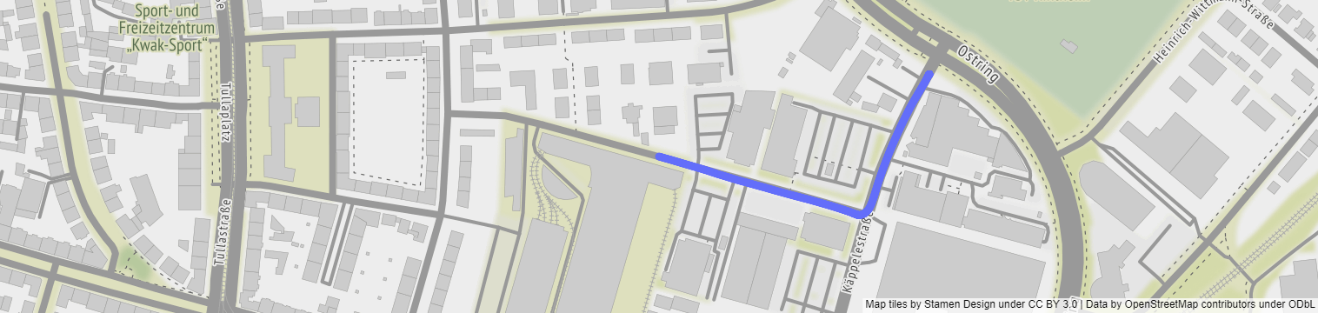 Sport- und
Freizeitzentrum
„Kwak-Sport“
Tullaplatz
Tullastraße
Ostring
Heinrich-Wittmann-Straße
Käppelestraße
Map tiles by Stamen Design under CC BY 3.0 | Data by OpenStreetMap contributors under ODbL